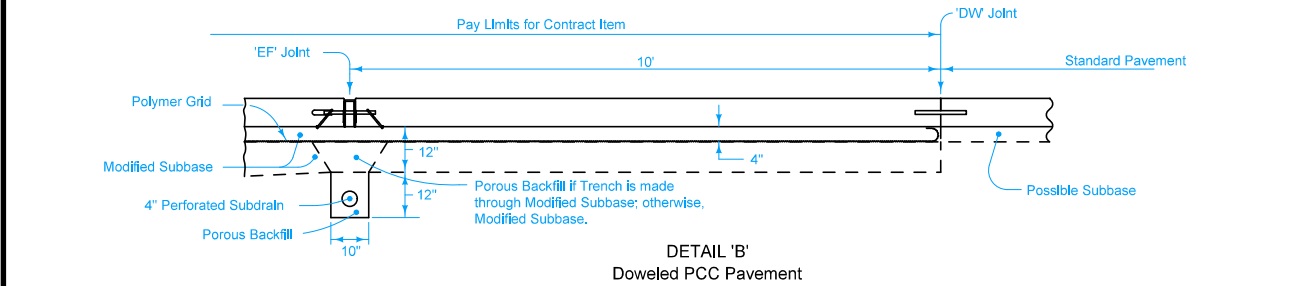 'DW' Joint
Pay Limits for Contract Item
'EF' Joint
10'
Standard Pavement
Polymer Grid
12"
4"
Modified Subbase
12"
Porous Backfill if Trench is made
through Modified Subbase; otherwise,
Modified Subbase.
Possible Subbase
4" Perforated Subdrain
Porous Backfill
10"
DETAIL 'B'
Doweled PCC Pavement